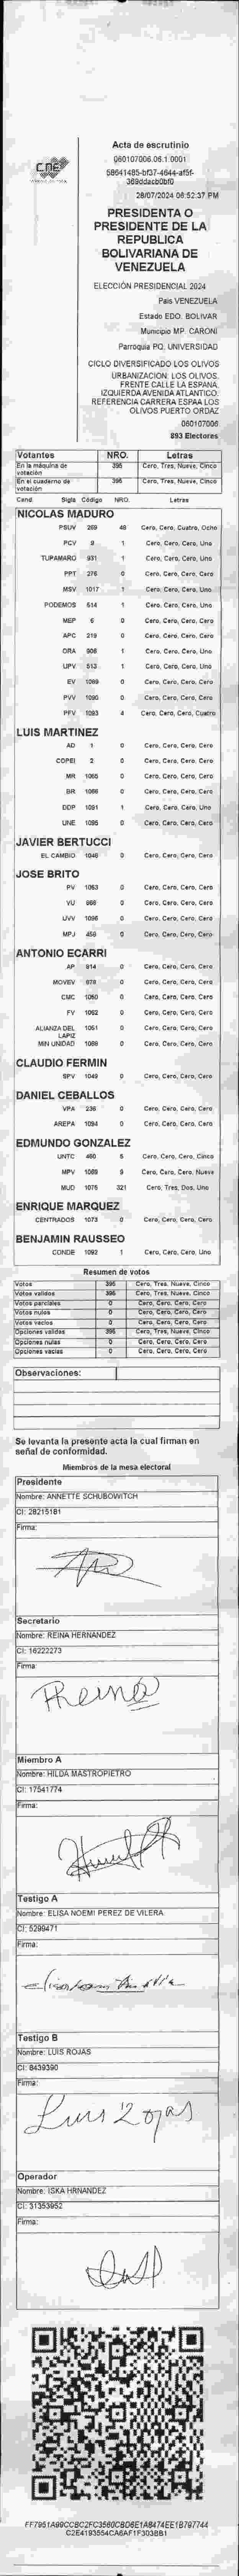 cne
Acta de escrutinio
060107006.06.1.0001
58641485-bf37-4644-af5f-
369ddacb0bf0
28/07/2024 06:52:37 PM
PRESIDENTA O
PRESIDENTE DE LA
REPUBLICA
BOLIVARIANA DE
VENEZUELA
ELECCIÓN PRESIDENCIAL 2024
Pais VENEZUELA
Estado EDO. BOLIVAR
Municipio MP. CARONI
Parroquia PQ. UNIVERSIDAD
CICLO DIVERSIFICADO LOS OLIVOS
URBANIZACION LOS OLIVOS.
FRENTE CALLE LA ESPANA.
IZQUIERDA AVENIDA ATLANTICO.
REFERENCIA CARRERA ESPAA LOS
OLIVOS PUERTO ORDAZ
060107006
893 Electores
Votantes NRO. Letras
En la máquina de votación 395 Cero, Tres, Nueve, Cinco
En el cuaderno de votación 395 Cero, Tres, Nueve, Cinco
Cand. Sigla Código NRO. Letras
NICOLAS MADURO
PSUV 269 48 Cero, Cero, Cuatro, Ocho
PCV 9 1 Cero, Cero, Cero, Uno
TUPAMARO 931 1 Cero, Cero, Cero, Uno
PPT 276 0 Cero, Cero, Cero, Cero
MSV 1017 1 Cero, Cero, Cero, Uno
PODEMOS 514 1 Cero, Cero, Cero, Uno
MEP 6 0 Cero, Cero, Cero, Cero
APC 219 0 Cero, Cero, Cero, Cero
ORA 906 1 Cero, Cero, Cero, Uno
UPV 513 1 Cero, Cero, Cero, Uno
EV 1089 0 Cero, Cero, Cero, Cero
PVV 1090 0 Cero, Cero, Cero, Cero
PFV 1093 4 Cero, Cero, Cero, Cuatro
LUIS MARTINEZ
AD 1 0 Cero, Cero, Cero, Cero
COPEI 2 0 Cero, Cero, Cero, Cero
MR 1065 0 Cero, Cero, Cero, Cero
BR 1066 0 Cero, Cero, Cero, Cero
DDP 1091 1 Cero, Cero, Cero, Uno
UNE 1095 0 Cero, Cero, Cero, Cero
JAVIER BERTUCCI
EL CAMBIO 1046 0 Cero, Cero, Cero, Cero
JOSE BRITO
PV 1063 0 Cero, Cero, Cero, Cero
VU 966 0 Cero, Cero, Cero, Cero
UVV 1096 0 Cero, Cero, Cero, Cero
MPJ 459 0 Cero, Cero, Cero, Cero
ANTONIO ECARRI
AP 914 0 Cero, Cero, Cero, Cero
MOVEV 978 0 Cero, Cero, Cero, Cero
CMC 1050 0 Cero, Cero, Cero, Cero
FV 1062 0 Cero, Cero, Cero, Cero
ALIANZA DEL LAPIZ 1051 0 Cero, Cero, Cero, Cero
MIN UNIDAD 1088 0 Cero, Cero, Cero, Cero
CLAUDIO FERMIN
SPV 1049 0 Cero, Cero, Cero, Cero
DANIEL CEBALLOS
VPA 236 0 Cero, Cero, Cero, Cero
AREPA 1094 0 Cero, Cero, Cero, Cero
EDMUNDO GONZALEZ
UNTC 460 5 Cero, Cero, Cero, Cinco
MPV 1069 9 Cero, Cero, Cero, Nueve
MUD 1075 321 Cero, Tres, Dos, Uno
ENRIQUE MARQUEZ
CENTRADOS 1073 0 Cero, Cero, Cero, Cero
BENJAMIN RAUSSEO
CONDE 1092 1 Cero, Cero, Cero, Uno
Resumen de votos
Votos 395 Cero, Tres, Nueve, Cinco
Votos validos 395 Cero, Tres, Nueve, Cinco
Votos parciales 0 Cero, Cero, Cero, Cero
Votos nulos 0 Cero, Cero, Cero, Cero
Votos vacios 0 Cero, Cero, Cero, Cero
Opciones validas 395 Cero, Tres, Nueve, Cinco
Opciones nulas 0 Cero, Cero, Cero, Cero
Opciones vacias 0 Cero, Cero, Cero, Cero
Observaciones:
Se levanta la presente acta la cual firman en
señal de conformidad.
Miembros de la mesa electoral
Presidente
Nombre: ANNETTE SCHUBOWITCH
CI: 28215181
Firma:
Secretario
Nombre: REINA HERNANDEZ
CI: 16222273
Firma:
Reina
Miembro A
Nombre: HILDA MASTROPIETRO
CI: 17541774
Firma:
Testigo A
Nombre: ELISA NOEMI PEREZ DE VILERA
CI: 5299471
Firma:
Testigo B
Nombre: LUIS ROJAS
CI: 8439390
Firma:
Luis Rojas
Operador
Nombre: ISKA HRNANDEZ
CI: 31353952
Firma:
FF7951A99CCBC2FC3560CBD8E1A8474EE1B797744
C2E4193554CA6AF1F303BB1